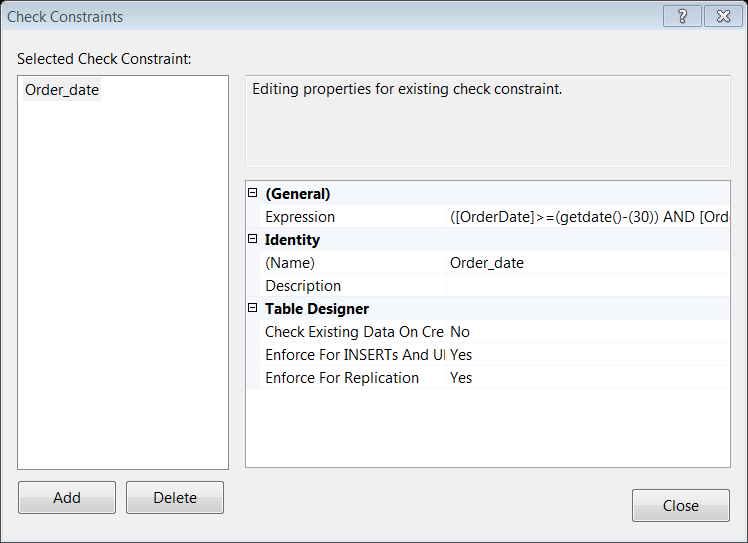 Check Constraints
Selected Check Constraint:
Order_date
Editing properties for existing check constraint.
(General)
Expression ([OrderDate]>=(getdate()-(30)) AND [Ord
Identity
(Name) Order_date
Description
Table Designer
Check Existing Data On Cre No
Enforce For INSERTs And U Yes
Enforce For Replication Yes
Add Delete
Close